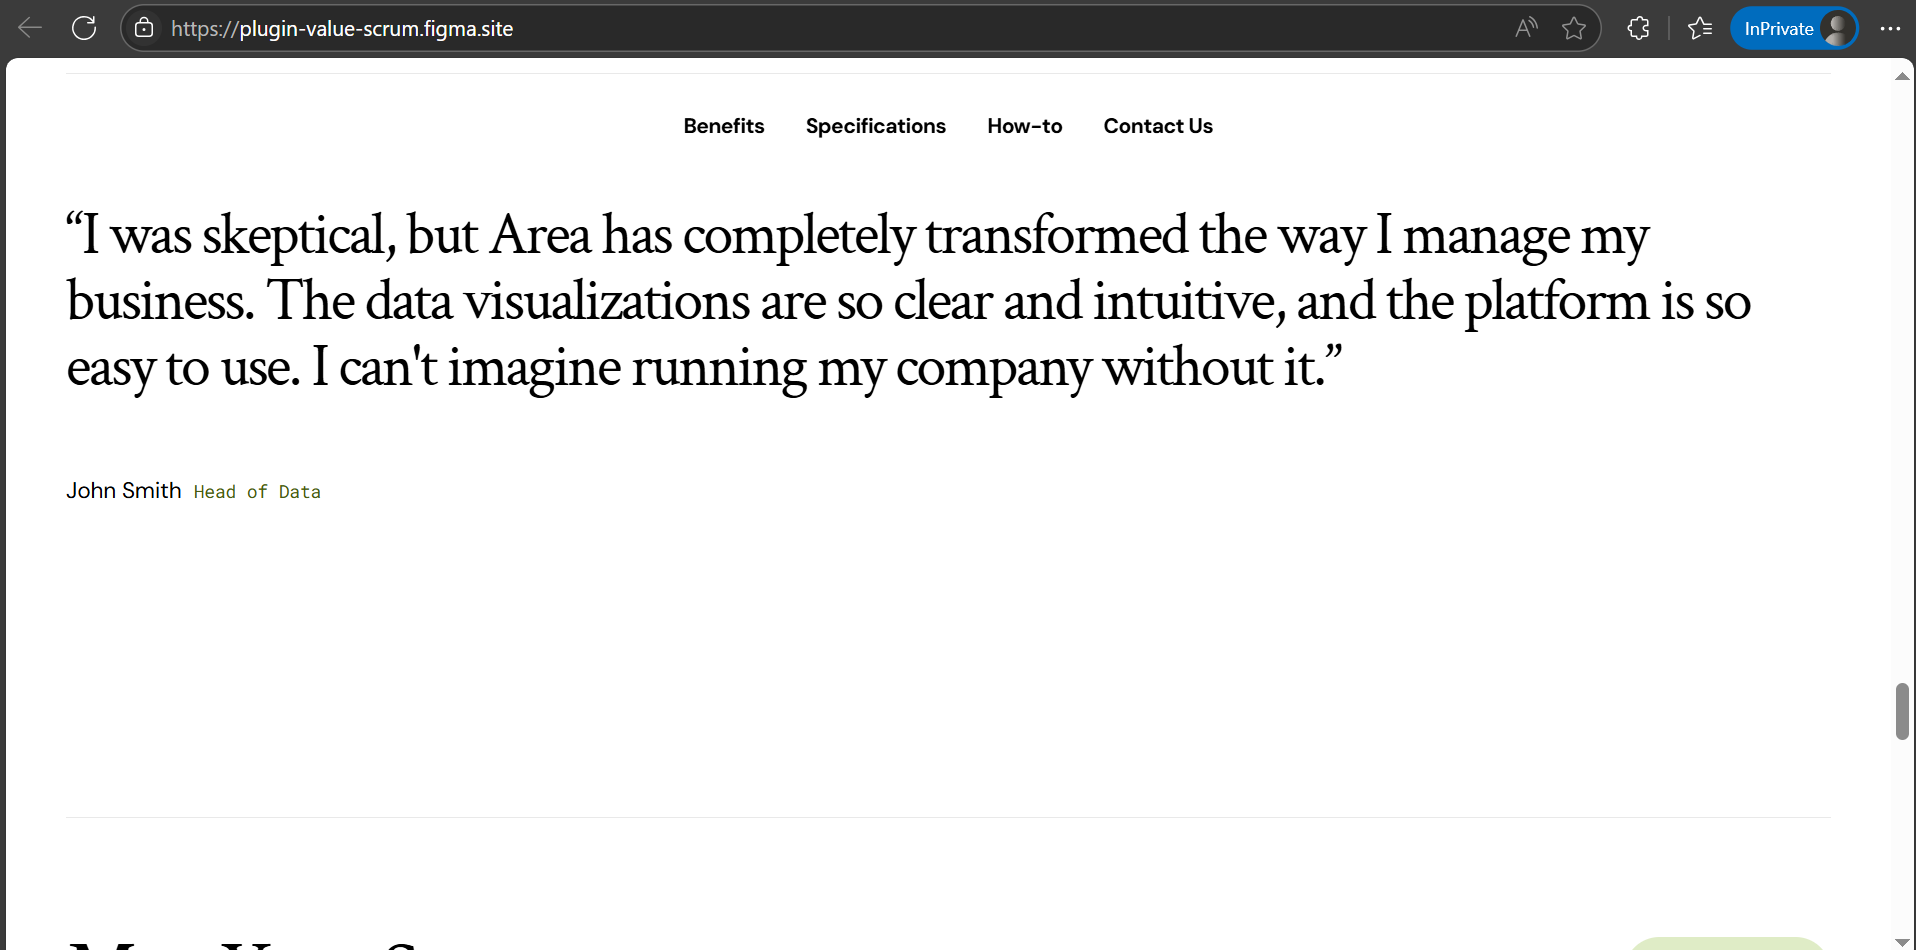 https://plugin-value-scrum.figma.site
InPrivate
Benefits Specifications How-to Contact Us
“I was skeptical, but Area has completely transformed the way I manage my
business. The data visualizations are so clear and intuitive, and the platform is so
easy to use. I can't imagine running my company without it.”
John Smith Head of Data